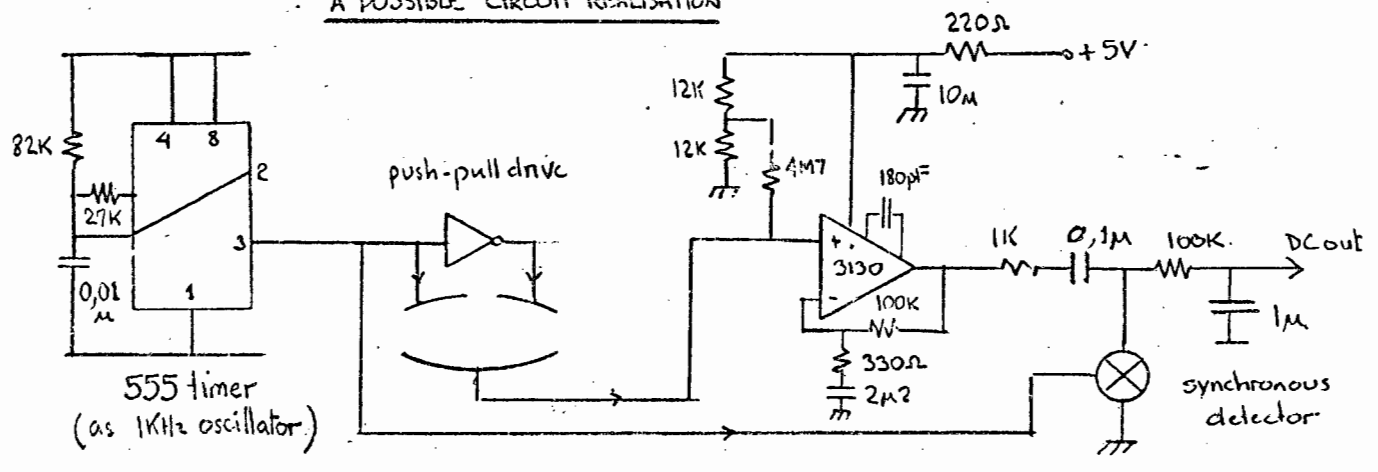 A POSSIBLE CIRCUIT REALISATION
220Ω
+5V
10μ
12K
12K
4M7
82K
4 8
2
27K
3
0,01
μ
1
push-pull drive
180pF
+
3130
-
100K
330Ω
2μ2
1K
0,1μ
100K
DC out
1μ
555 timer
(as 1KHz oscillator)
synchronous
detector